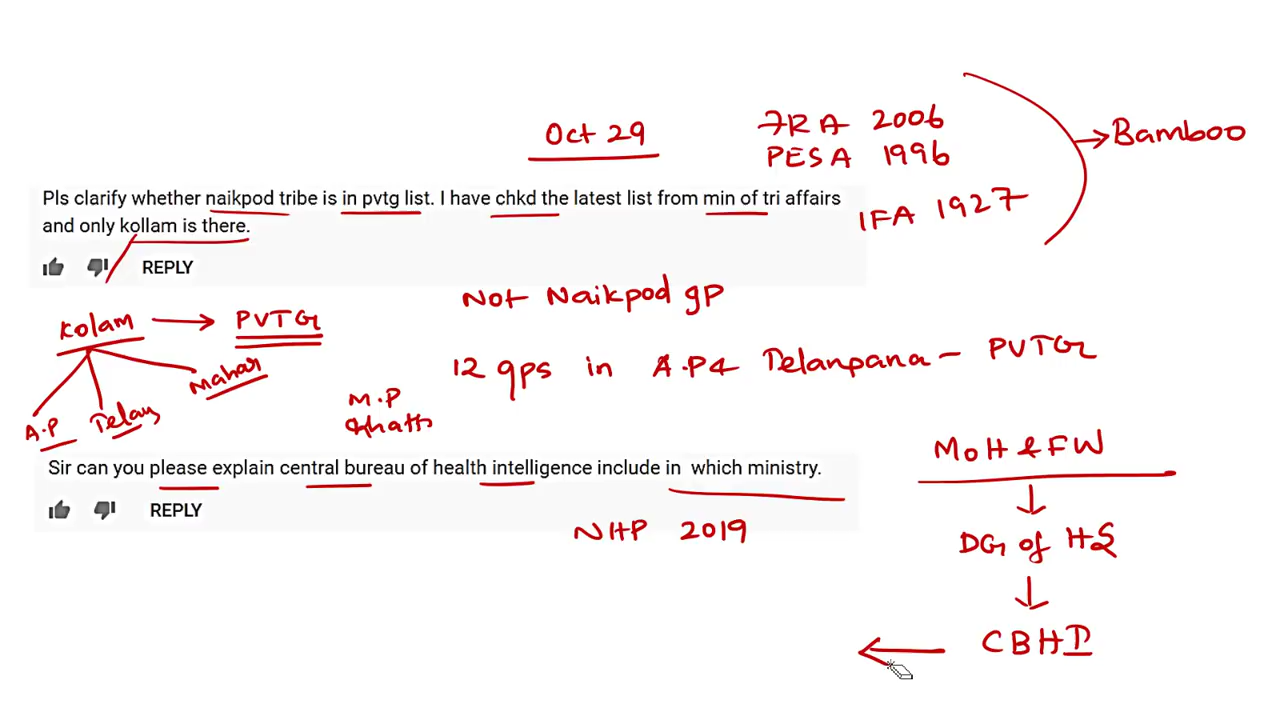 Oct 29
FRA 2006
PESA 1996
IFA 1927
Bamboo
Pls clarify whether naikpod tribe is in pvtg list. I have chkd the latest list from min of tri affairs
and only kollam is there.
REPLY
Not Naikpod gp
Kolam → PVTG
12 gps in A.P & Telanpana - PVTG
A.P Telan Mahar
M.P
Sir can you please explain central bureau of health intelligence include in which ministry.
REPLY
NHP 2019
MoH & FW
DG of HS
CBHI